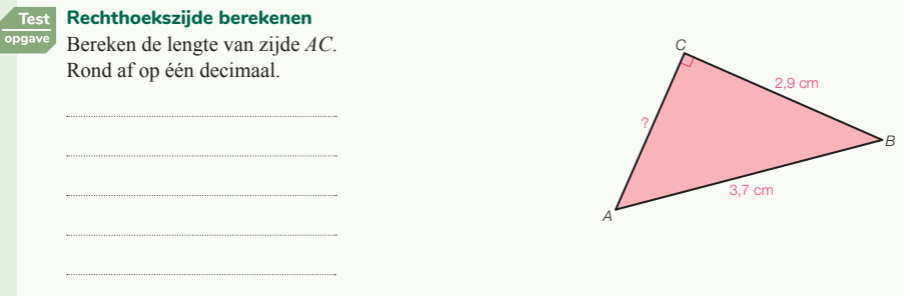 Test
opgave
Rechthoekszijde berekenen
Bereken de lengte van zijde AC.
Rond af op één decimaal.
C
2,9 cm
?
B
3,7 cm
A